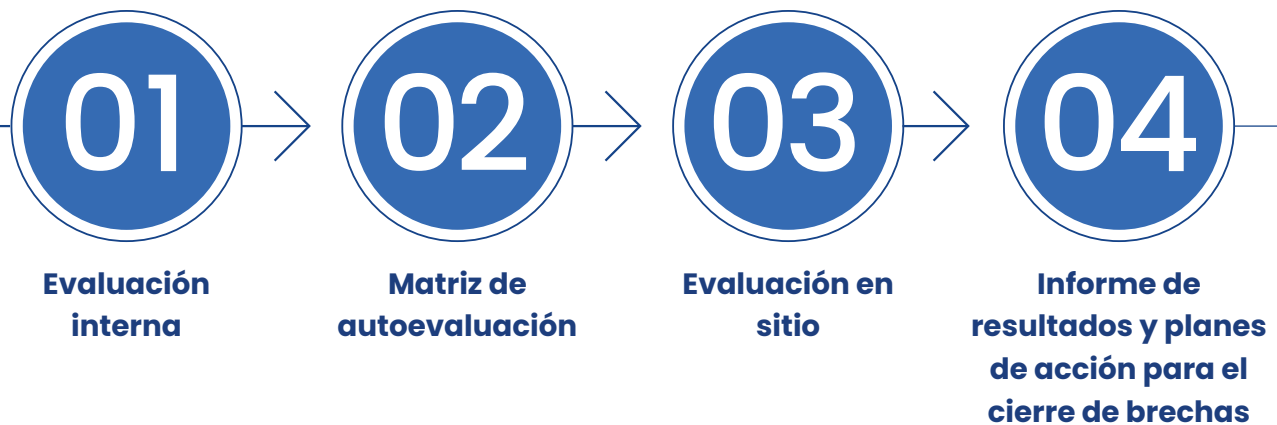 01
Evaluación
interna
02
Matriz de
autoevaluación
03
Evaluación en
sitio
04
Informe de
resultados y planes
de acción para el
cierre de brechas